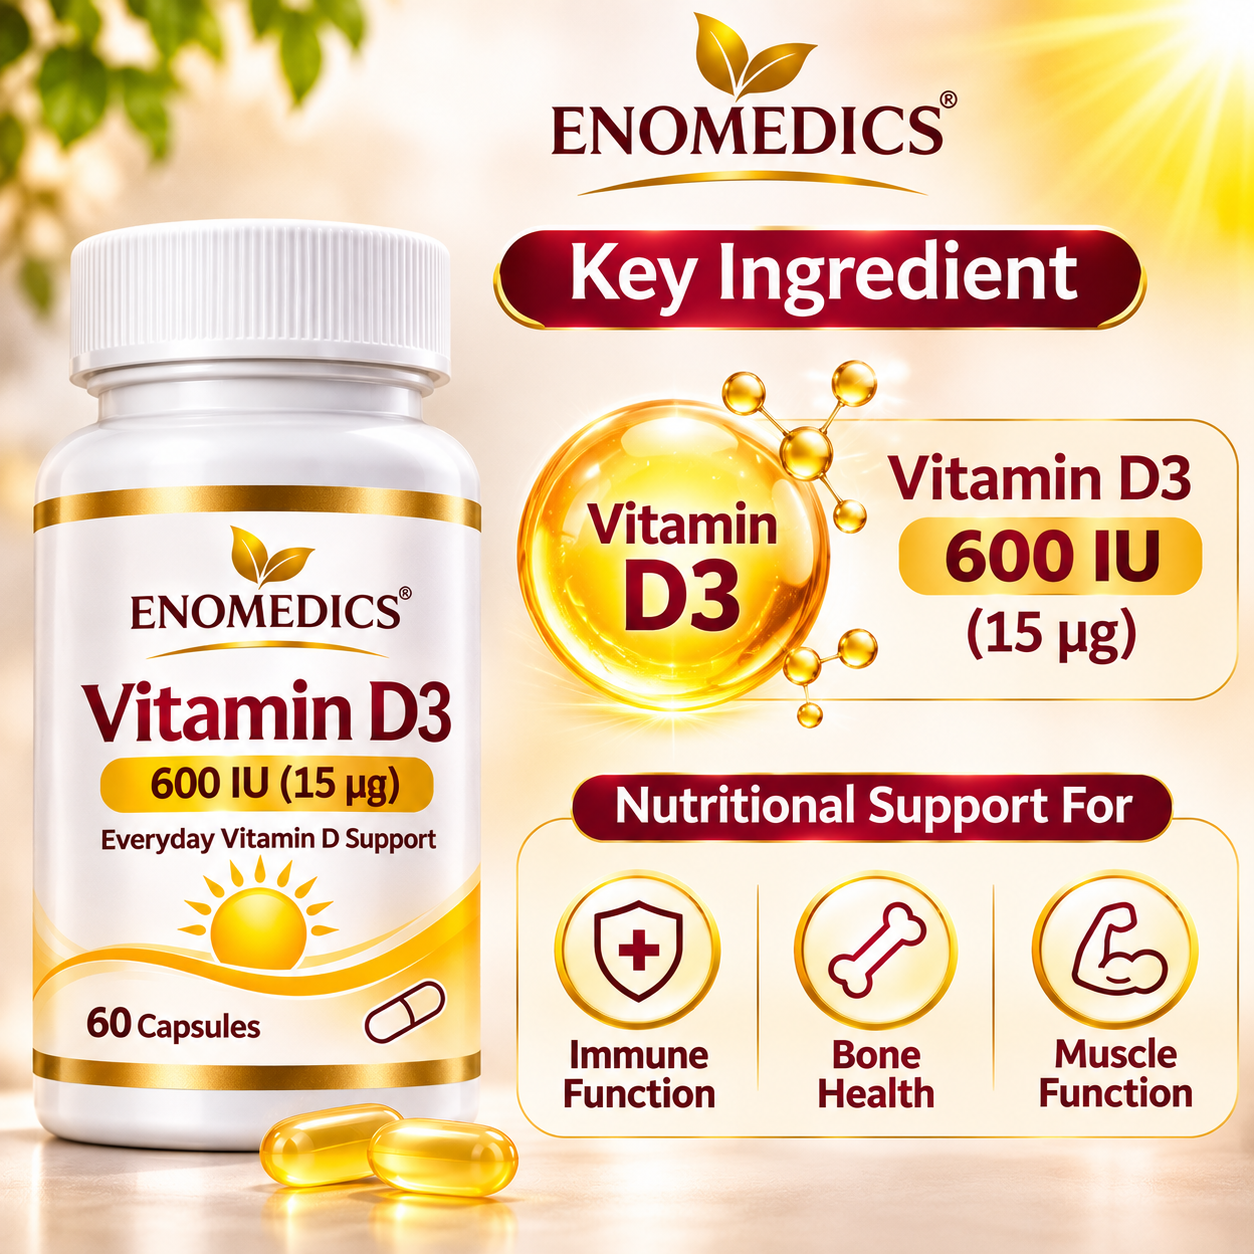 ENOMEDICS®
Key Ingredient
Vitamin
D3
Vitamin D3
600 IU
(15 µg)
Nutritional Support For
Immune
Function
Bone
Health
Muscle
Function
ENOMEDICS®
Vitamin D3
600 IU (15 µg)
Everyday Vitamin D Support
60 Capsules